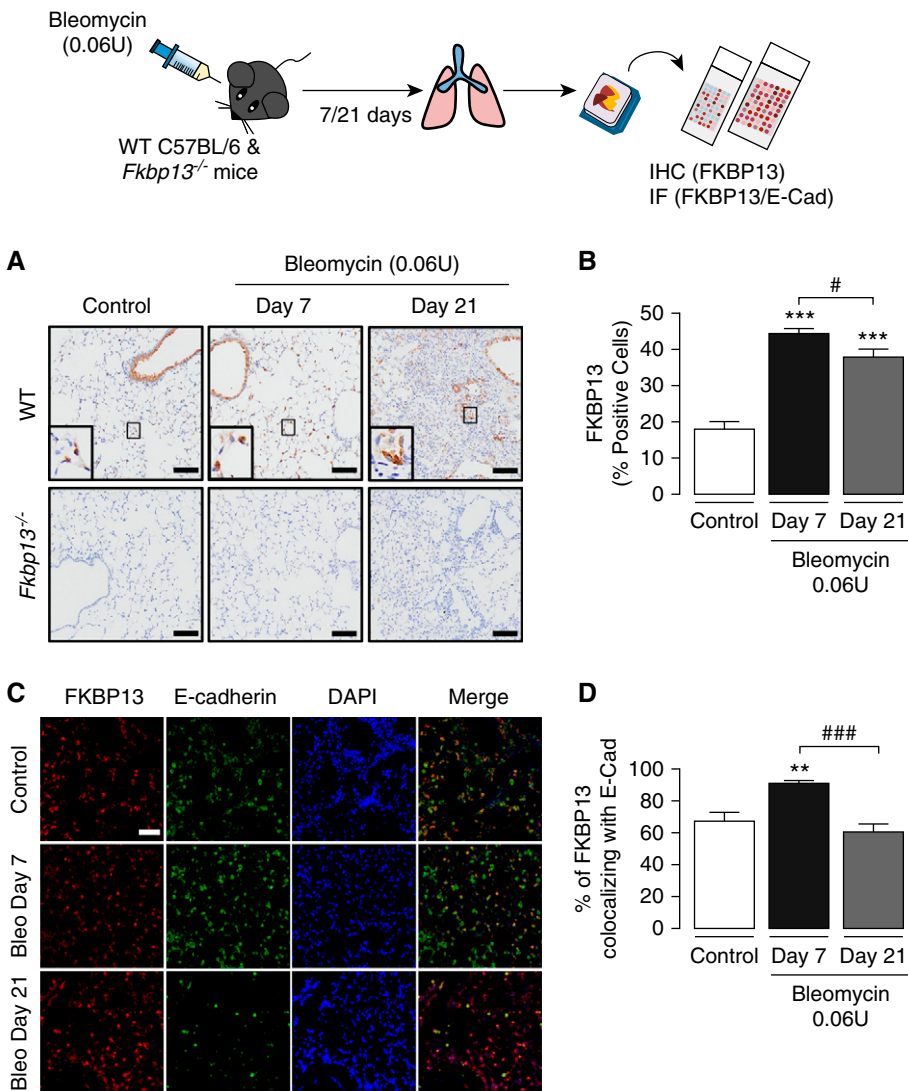 Bleomycin
(0.06U)
WT C57BL/6 &
Fkbp13-/- mice
7/21 days
IHC (FKBP13)
IF (FKBP13/E-Cad)
A
Bleomycin (0.06U)
Control
Day 7
Day 21
WT
Fkbp13-/-
B
FKBP13
(% Positive Cells)
50
40
30
20
10
0
***
#
***
Control
Day 7
Day 21
Bleomycin
0.06U
C
FKBP13
E-cadherin
DAPI
Merge
Control
Bleo Day 7
Bleo Day 21
D
% of FKBP13
colocalizing with E-Cad
100
80
60
40
20
0
**
###
Control
Day 7
Day 21
Bleomycin
0.06U